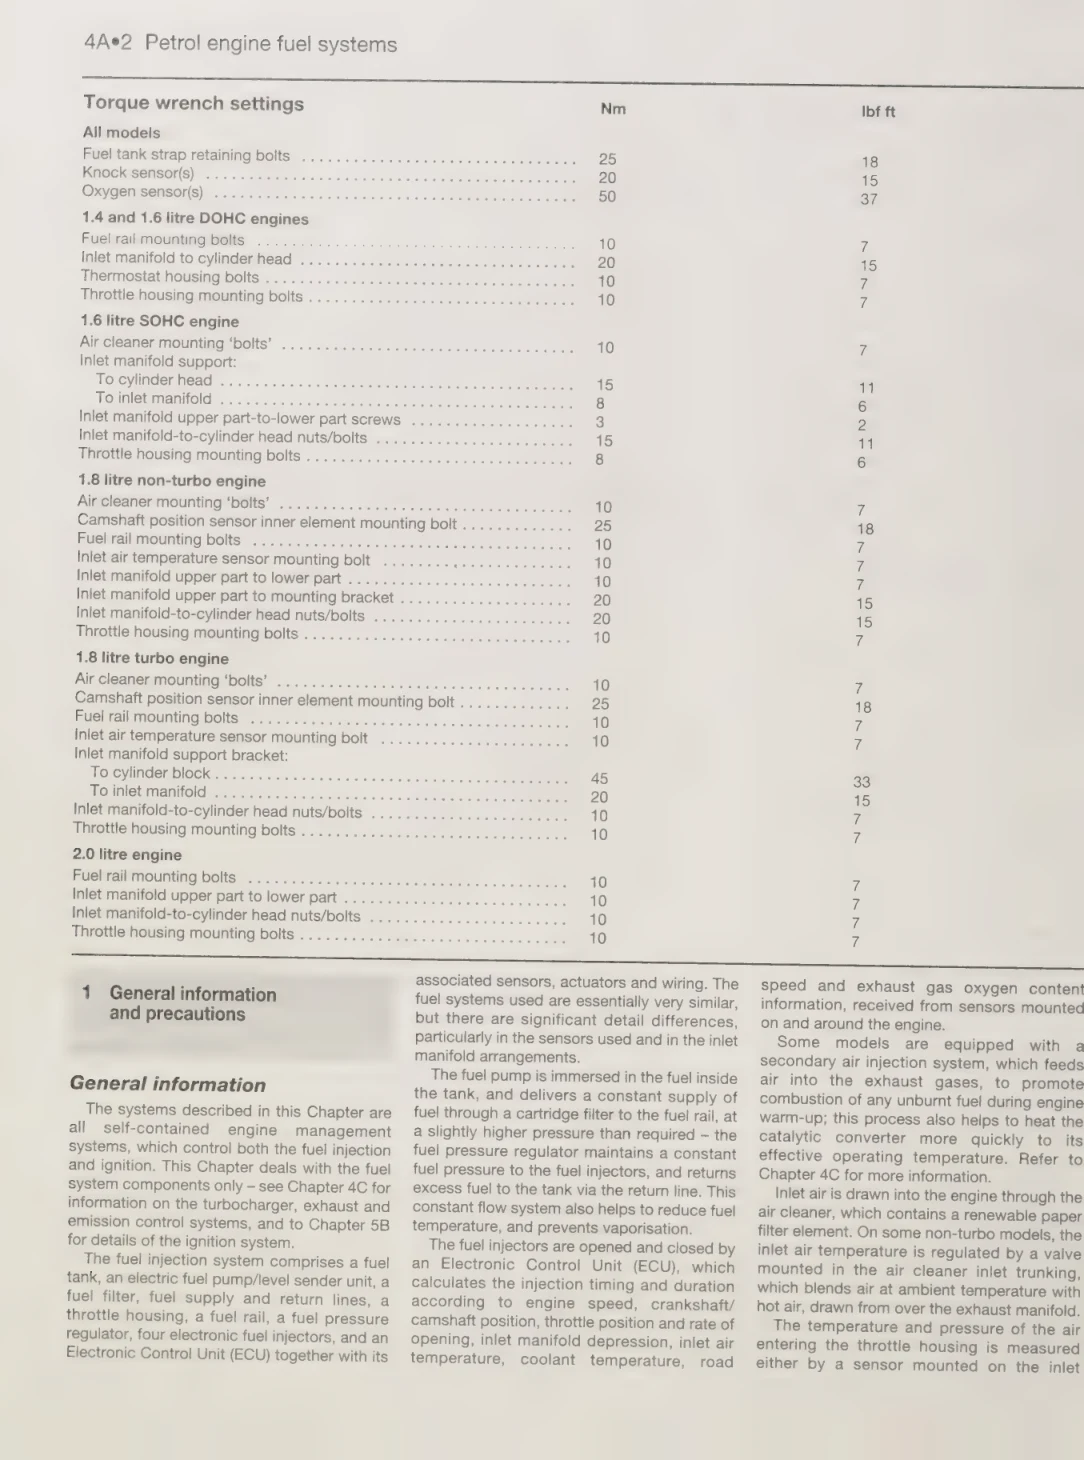 4A•2 Petrol engine fuel systems
Torque wrench settings Nm lbf ft
All models
Fuel tank strap retaining bolts 25 18
Knock sensor(s) 20 15
Oxygen sensor(s) 50 37
1.4 and 1.6 litre DOHC engines
Fuel rail mounting bolts 10 7
Inlet manifold to cylinder head 20 15
Thermostat housing bolts 10 7
Throttle housing mounting bolts 10 7
1.6 litre SOHC engine
Air cleaner mounting ‘bolts’ 10 7
Inlet manifold support:
To cylinder head 15 11
To inlet manifold 8 6
Inlet manifold upper part-to-lower part screws 3 2
Inlet manifold-to-cylinder head nuts/bolts 15 11
Throttle housing mounting bolts 8 6
1.8 litre non-turbo engine
Air cleaner mounting ‘bolts’ 10 7
Camshaft position sensor inner element mounting bolt 25 18
Fuel rail mounting bolts 10 7
Inlet air temperature sensor mounting bolt 10 7
Inlet manifold upper part to lower part 10 7
Inlet manifold upper part to mounting bracket 20 15
Inlet manifold-to-cylinder head nuts/bolts 20 15
Throttle housing mounting bolts 10 7
1.8 litre turbo engine
Air cleaner mounting ‘bolts’ 10 7
Camshaft position sensor inner element mounting bolt 25 18
Fuel rail mounting bolts 10 7
Inlet air temperature sensor mounting bolt 10 7
Inlet manifold support bracket:
To cylinder block 45 33
To inlet manifold 20 15
Inlet manifold-to-cylinder head nuts/bolts 10 7
Throttle housing mounting bolts 10 7
2.0 litre engine
Fuel rail mounting bolts 10 7
Inlet manifold upper part to lower part 10 7
Inlet manifold-to-cylinder head nuts/bolts 10 7
Throttle housing mounting bolts 10 7
1 General information
and precautions
General information
The systems described in this Chapter are
all self-contained engine management
systems, which control both the fuel injection
and ignition. This Chapter deals with the fuel
system components only – see Chapter 4C for
information on the turbocharger, exhaust and
emission control systems, and to Chapter 5B
for details of the ignition system.
The fuel injection system comprises a fuel
tank, an electric fuel pump/level sender unit, a
fuel filter, fuel supply and return lines, a
throttle housing, a fuel rail, a fuel pressure
regulator, four electronic fuel injectors, and an
Electronic Control Unit (ECU) together with its
associated sensors, actuators and wiring. The
fuel systems used are essentially very similar,
but there are significant detail differences,
particularly in the sensors used and in the inlet
manifold arrangements.
The fuel pump is immersed in the fuel inside
the tank, and delivers a constant supply of
fuel through a cartridge filter to the fuel rail, at
a slightly higher pressure than required – the
fuel pressure regulator maintains a constant
fuel pressure to the fuel injectors, and returns
excess fuel to the tank via the return line. This
constant flow system also helps to reduce fuel
temperature, and prevents vaporisation.
The fuel injectors are opened and closed by
an Electronic Control Unit (ECU), which
calculates the injection timing and duration
according to engine speed, crankshaft/
camshaft position, throttle position and rate of
opening, inlet manifold depression, inlet air
temperature, coolant temperature, road
speed and exhaust gas oxygen content
information, received from sensors mounted
on and around the engine.
Some models are equipped with a
secondary air injection system, which feeds
air into the exhaust gases, to promote
combustion of any unburnt fuel during engine
warm-up; this process also helps to heat the
catalytic converter more quickly to its
effective operating temperature. Refer to
Chapter 4C for more information.
Inlet air is drawn into the engine through the
air cleaner, which contains a renewable paper
filter element. On some non-turbo models, the
inlet air temperature is regulated by a valve
mounted in the air cleaner inlet trunking,
which blends air at ambient temperature with
hot air, drawn from over the exhaust manifold.
The temperature and pressure of the air
entering the throttle housing is measured
either by a sensor mounted on the inlet